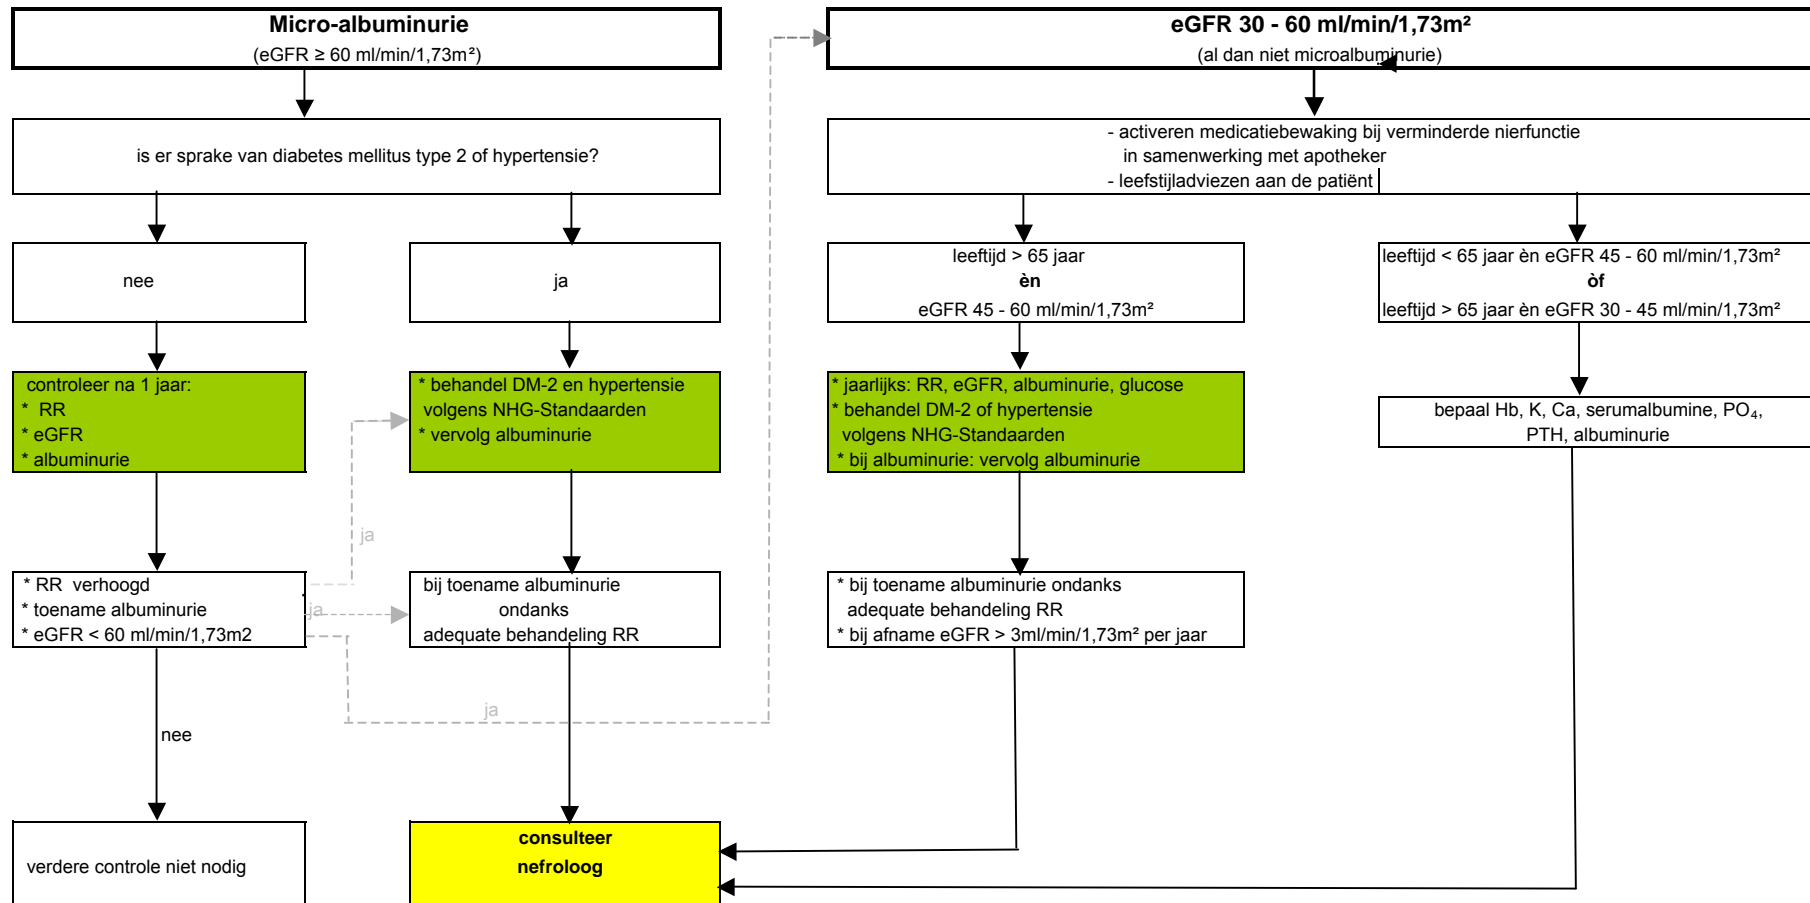 Micro-albuminurie
(eGFR ≥ 60 ml/min/1,73m²)
is er sprake van diabetes mellitus type 2 of hypertensie?
nee
ja
controleer na 1 jaar:
* RR
* eGFR
* albuminurie
* behandel DM-2 en hypertensie
volgens NHG-Standaarden
* vervolg albuminurie
ja
* RR verhoogd
* toename albuminurie
* eGFR < 60 ml/min/1,73m2
ja
bij toename albuminurie
ondanks
adequate behandeling RR
ja
nee
verdere controle niet nodig
consulteer
nefroloog
eGFR 30 - 60 ml/min/1,73m²
(al dan niet microalbuminurie)
- activeren medicatiebewaking bij verminderde nierfunctie
in samenwerking met apotheker
- leefstijladviezen aan de patiënt
leeftijd > 65 jaar
èn
eGFR 45 - 60 ml/min/1,73m²
leeftijd < 65 jaar èn eGFR 45 - 60 ml/min/1,73m²
òf
leeftijd > 65 jaar èn eGFR 30 - 45 ml/min/1,73m²
* jaarlijks: RR, eGFR, albuminurie, glucose
* behandel DM-2 of hypertensie
volgens NHG-Standaarden
* bij albuminurie: vervolg albuminurie
bepaal Hb, K, Ca, serumalbumine, PO₄,
PTH, albuminurie
* bij toename albuminurie ondanks
adequate behandeling RR
* bij afname eGFR > 3ml/min/1,73m² per jaar